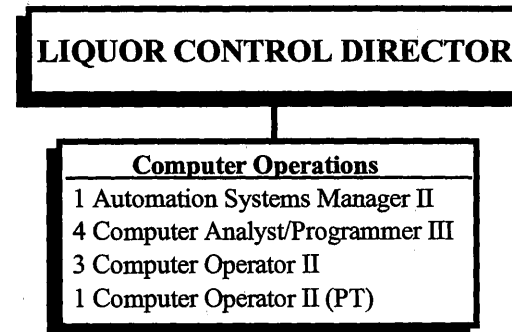 LIQUOR CONTROL DIRECTOR
Computer Operations
1 Automation Systems Manager II
4 Computer Analyst/Programmer III
3 Computer Operator II
1 Computer Operator II (PT)